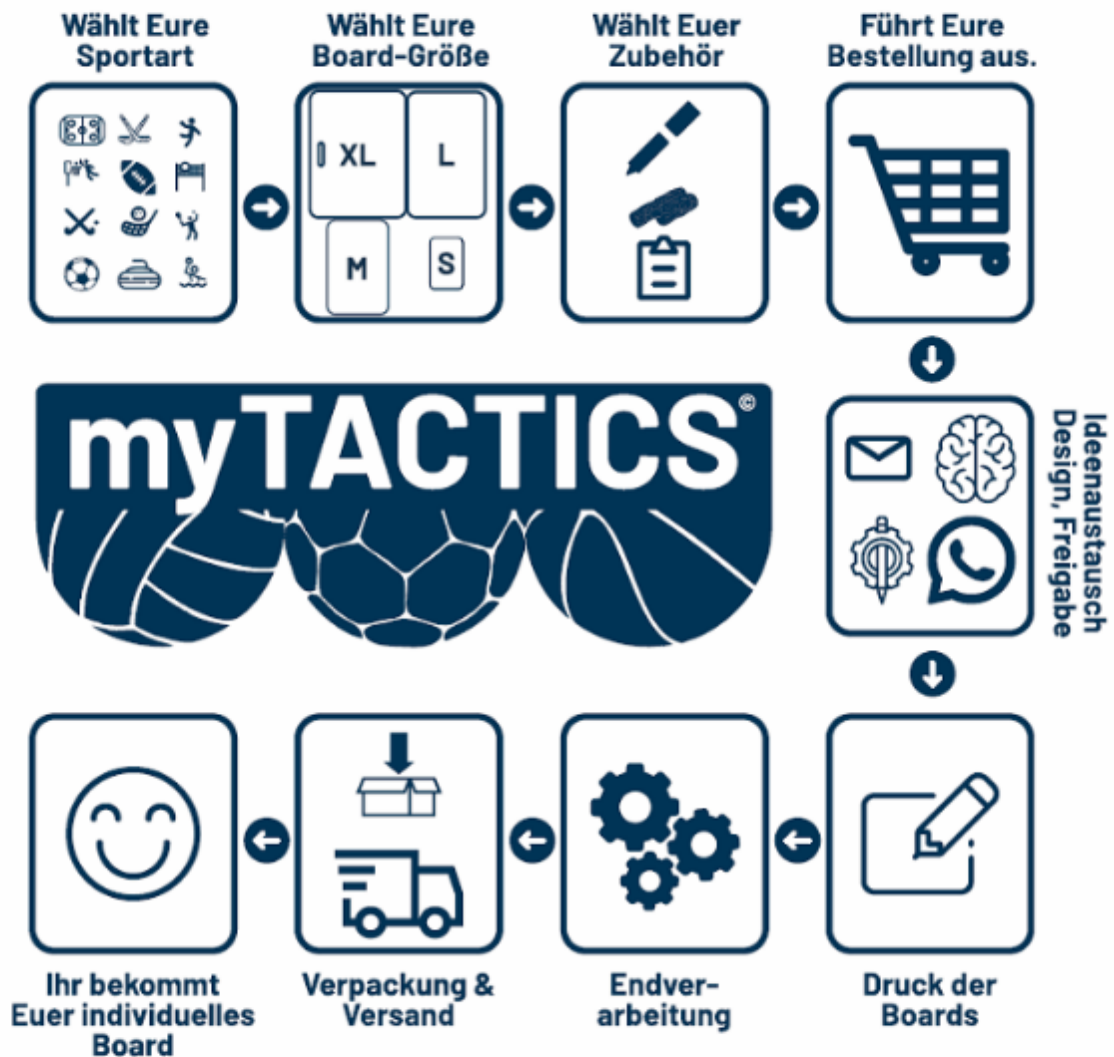 Wählt Eure
Sportart
Wählt Eure
Board-Größe
Wählt Euer
Zubehör
Führt Eure
Bestellung aus.
XL
L
M
S
myTACTICS©
Ideenaustausch
Design, Freigabe
Ihr bekommt
Euer individuelles
Board
Verpackung &
Versand
Endver-
arbeitung
Druck der
Boards